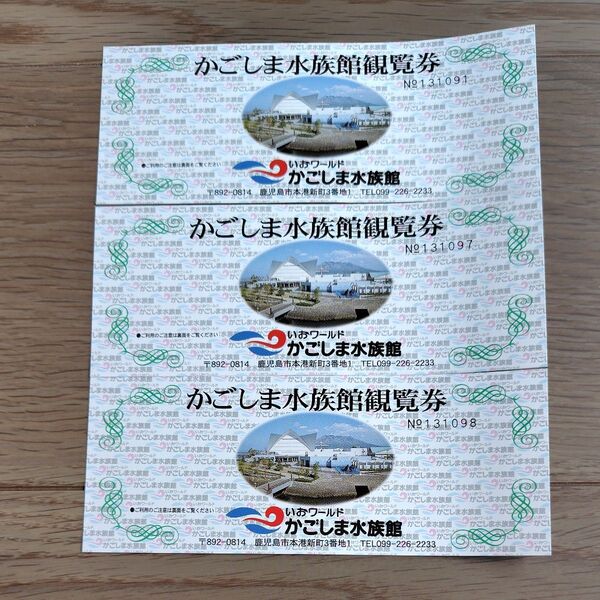 かごしま水族館観覧券
№131091
●ご利用のご注意は裏面をご覧ください
いおワールド
かごしま水族館
〒892-0814 鹿児島市本港新町3番地1 TEL099-226-2233
かごしま水族館観覧券
№131097
●ご利用のご注意は裏面をご覧ください
いおワールド
かごしま水族館
〒892-0814 鹿児島市本港新町3番地1 TEL099-226-2233
かごしま水族館観覧券
№131098
●ご利用のご注意は裏面をご覧ください
いおワールド
かごしま水族館
〒892-0814 鹿児島市本港新町3番地1 TEL099-226-2233